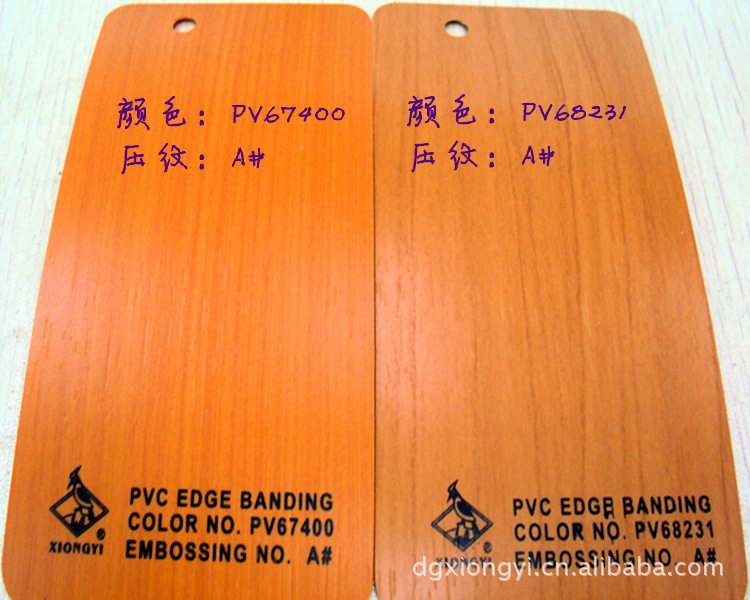 颜色：PV67400
压纹：A#
颜色：PV68231
压纹：A#
XIONGYI
®
PVC EDGE BANDING
COLOR NO. PV67400
EMBOSSING NO. A#
XIONGYI
®
PVC EDGE BANDING
COLOR NO. PV68231
EMBOSSING NO. A#
dgxiongyi.cn.alibaba.com